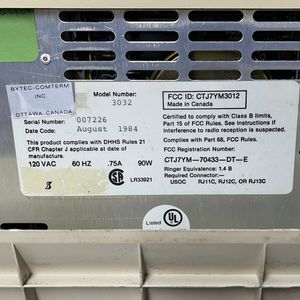 BYTEC-COMTERM
INC
OTTAWA, CANADA
Model Number: 3032
Serial Number: 007226
Date Code: August 1984
This product complies with DHHS Rules 21
CFR Chapter J applicable at date of
manufacture.
120 VAC 60 HZ .75A 90W
LR33921
FCC ID: CTJ7YM3012
Made in Canada
Certified to comply with Class B limits,
Part 15 of FCC Rules. See Instructions if
interference to radio reception is suspected.
Complies with Part 68, FCC Rules
FCC Registration Number:
CTJ7YM—70433—DT—E
Ringer Equivalence: 1.4 B
Required Connector:—
USOC RJ11C, RJ12C, OR RJ13C
UL
LISTED